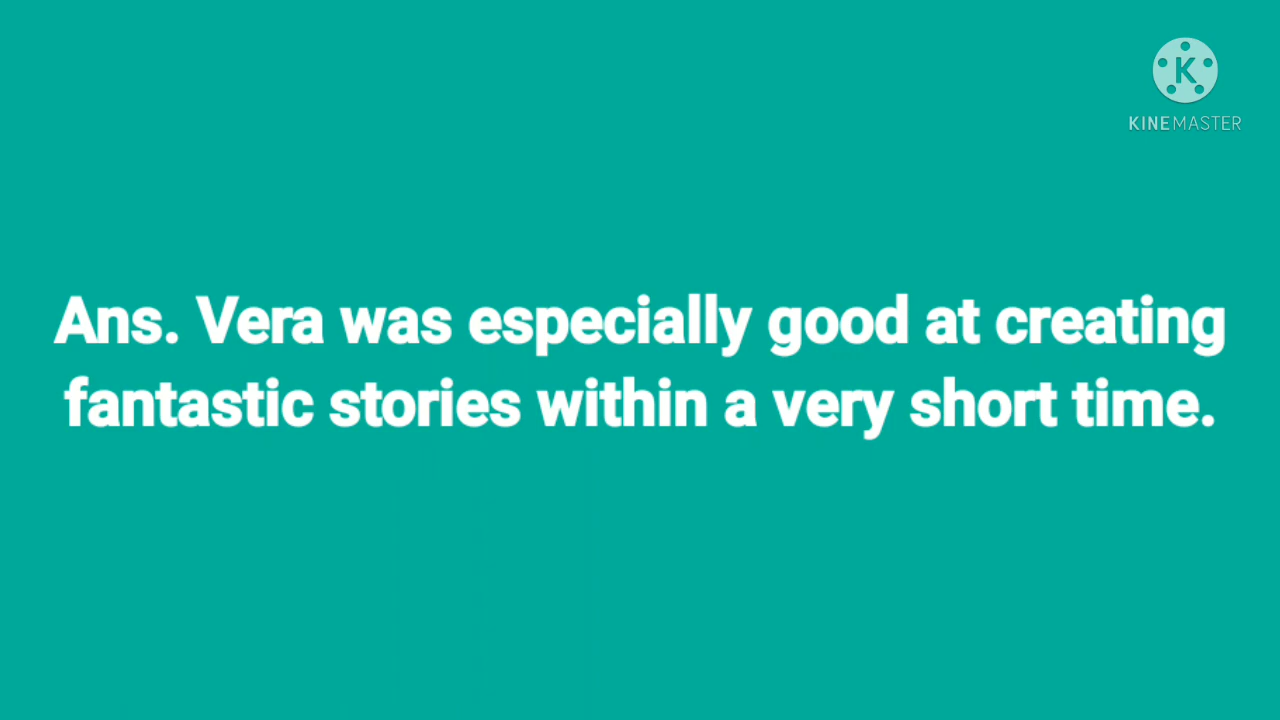 K
KINEMASTER
Ans. Vera was especially good at creating
fantastic stories within a very short time.